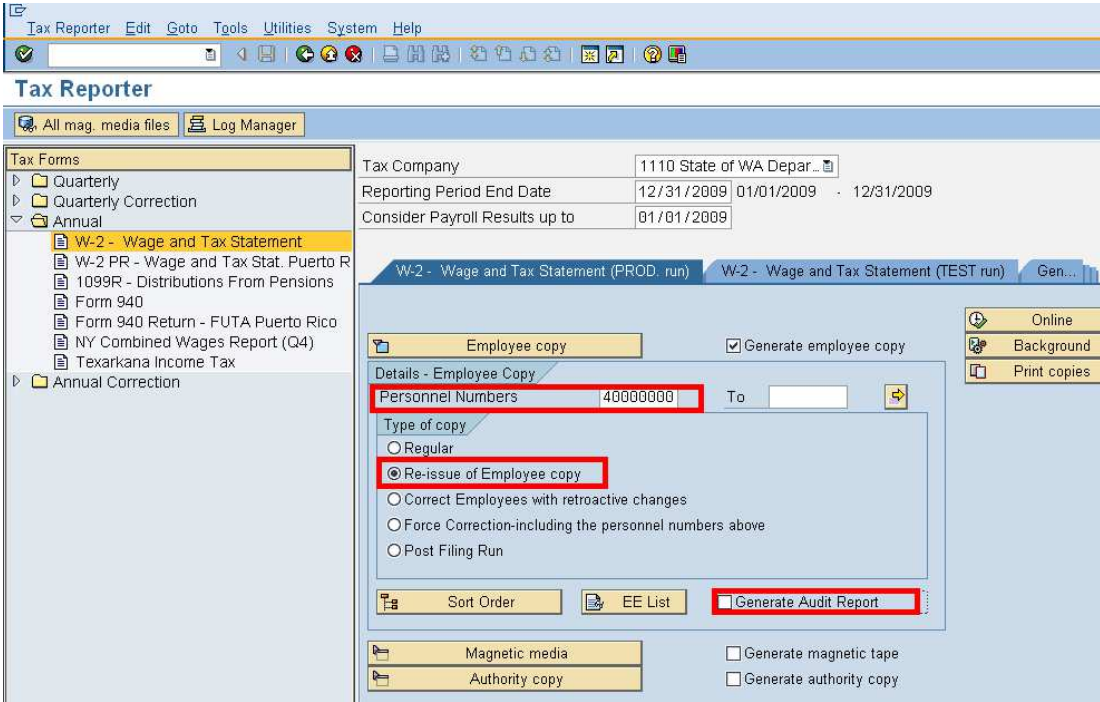 Tax Reporter Edit Goto Tools Utilities System Help
Tax Reporter
All mag. media files Log Manager
Tax Forms
Quarterly
Quarterly Correction
Annual
W-2 - Wage and Tax Statement
W-2 PR - Wage and Tax Stat. Puerto R
1099R - Distributions From Pensions
Form 940
Form 940 Return - FUTA Puerto Rico
NY Combined Wages Report (Q4)
Texarkana Income Tax
Annual Correction
Tax Company 1110 State of WA Depar...
Reporting Period End Date 12/31/2009 01/01/2009 - 12/31/2009
Consider Payroll Results up to 01/01/2009
W-2 - Wage and Tax Statement (PROD. run) W-2 - Wage and Tax Statement (TEST run) Gen...
Employee copy Generate employee copy
Details - Employee Copy
Personnel Numbers 40000000 To
Type of copy
Regular
Re-issue of Employee copy
Correct Employees with retroactive changes
Force Correction-including the personnel numbers above
Post Filing Run
Sort Order EE List Generate Audit Report
Magnetic media Generate magnetic tape
Authority copy Generate authority copy
Online
Background
Print copies